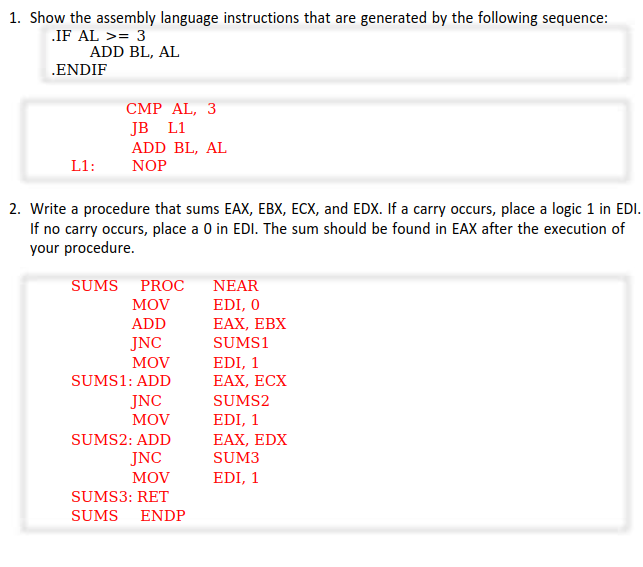 1. Show the assembly language instructions that are generated by the following sequence:
.IF AL >= 3
ADD BL, AL
.ENDIF
CMP AL, 3
JB L1
ADD BL, AL
L1: NOP
2. Write a procedure that sums EAX, EBX, ECX, and EDX. If a carry occurs, place a logic 1 in EDI.
If no carry occurs, place a 0 in EDI. The sum should be found in EAX after the execution of
your procedure.
SUMS PROC NEAR
MOV EDI, 0
ADD EAX, EBX
JNC SUMS1
MOV EDI, 1
SUMS1: ADD EAX, ECX
JNC SUMS2
MOV EDI, 1
SUMS2: ADD EAX, EDX
JNC SUM3
MOV EDI, 1
SUMS3: RET
SUMS ENDP